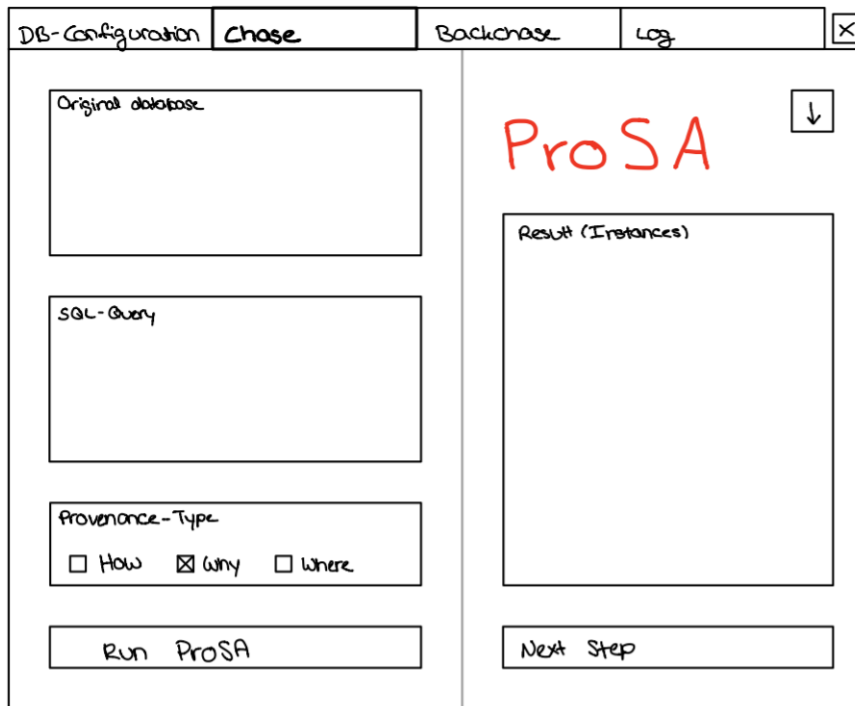 DB-Configuration Chase Backchase Log
Original database
SQL-Query
Provenance-Type
How Why Where
Run ProSA
ProSA
Result (Instances)
Next Step